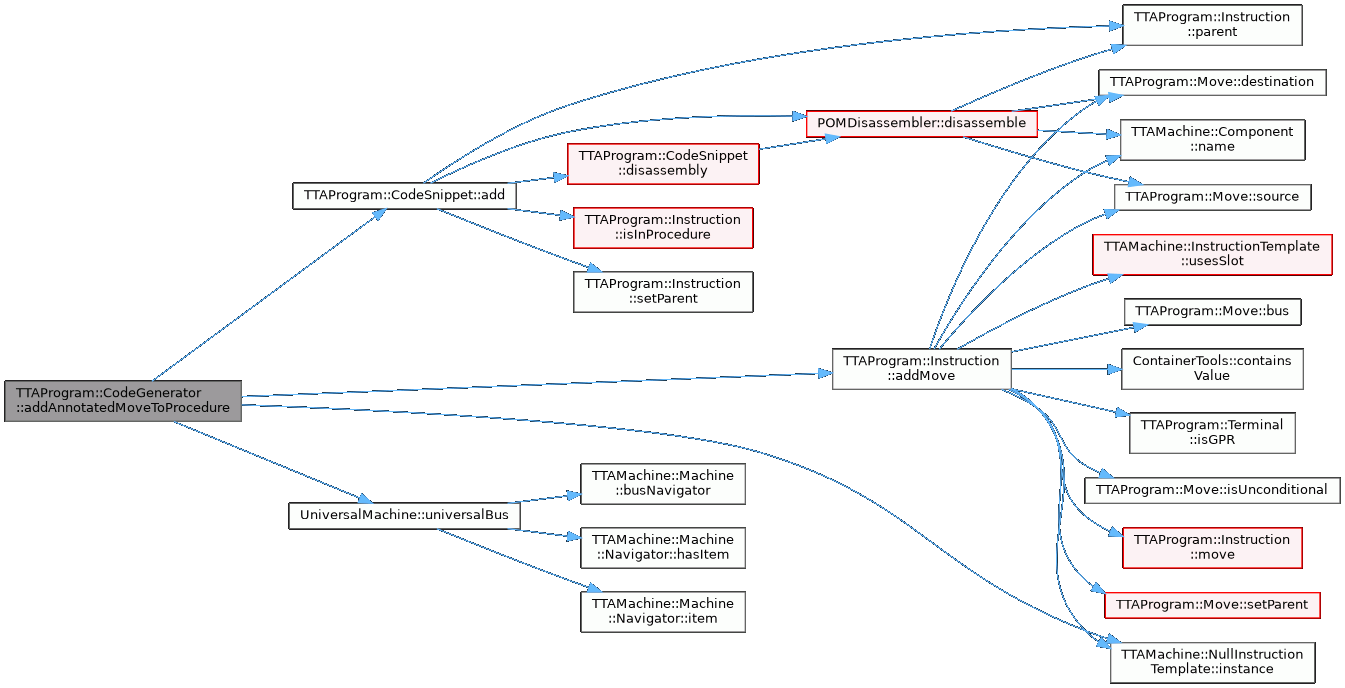 TTAProgram::CodeGenerator
::addAnnotatedMoveToProcedure
TTAProgram::CodeSnippet::add
UniversalMachine::universalBus
TTAProgram::CodeSnippet
::disassembly
TTAProgram::Instruction
::isInProcedure
TTAProgram::Instruction
::setParent
TTAMachine::Machine
::busNavigator
TTAMachine::Machine
::Navigator::hasItem
TTAMachine::Machine
::Navigator::item
POMDisassembler::disassemble
TTAProgram::Instruction
::addMove
TTAProgram::Instruction
::parent
TTAProgram::Move::destination
TTAMachine::Component
::name
TTAProgram::Move::source
TTAMachine::InstructionTemplate
::usesSlot
TTAProgram::Move::bus
ContainerTools::contains
Value
TTAProgram::Terminal
::isGPR
TTAProgram::Move::isUnconditional
TTAProgram::Instruction
::move
TTAProgram::Move::setParent
TTAMachine::NullInstruction
Template::instance